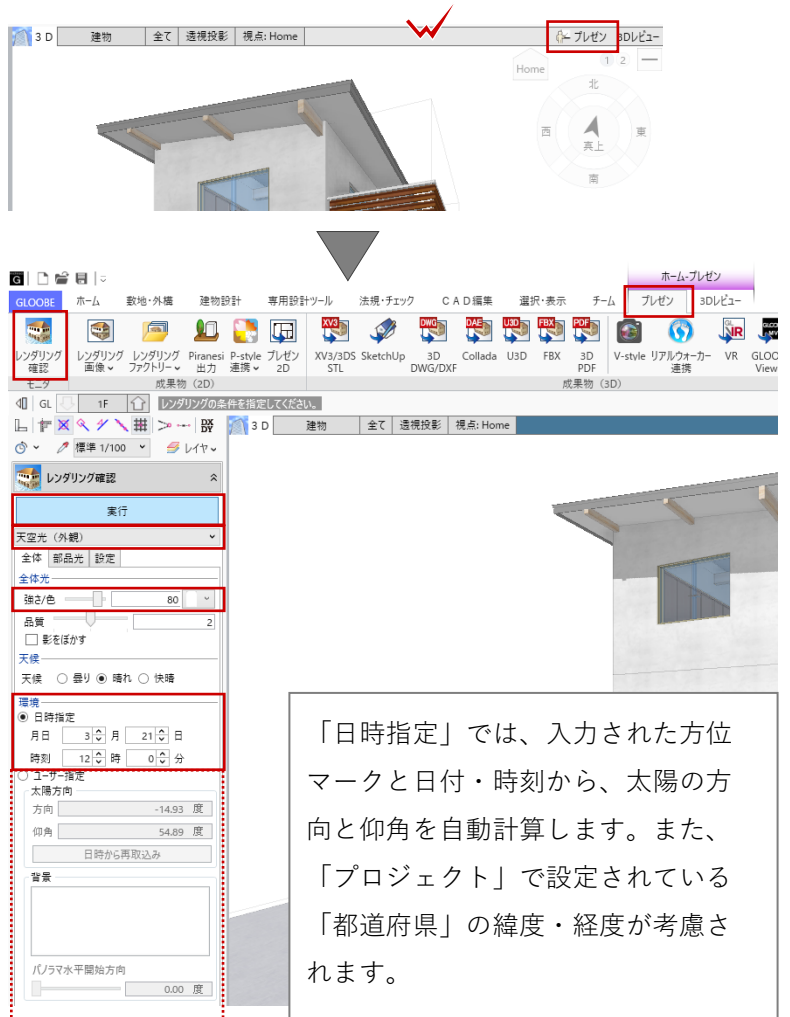 3 D 建物 全て 透視投影 視点: Home プレゼン 3Dレビュー
Home 1 2
北
西 真上 東
南
ホーム-プレゼン
GLOOBE ホーム 敷地・外構 建物設計 専用設計ツール 法規・チェック CAD編集 選択・表示 チーム プレゼン 3Dレビュー
レンダリング確認 レンダリング画像 レンダリングファクトリー Piranesi出力 P-style連携 プレゼン2D XV3/3DS STL SketchUp 3D DWG/DXF Collada U3D FBX 3D PDF V-style リアルウォーカー連携 VR GLOO View
モニタ 成果物（2D） 成果物（3D）
GL 1F レンダリングの条件を指定してください。
3 D 建物 全て 透視投影 視点: Home
標準 1/100 レイヤ
レンダリング確認
実行
天空光（外観）
全体 部品光 設定
全体光
強さ/色 80
品質 2
影をぼかす
天候
天候 曇り 晴れ 快晴
環境
日時指定
月日 3 月 21 日
時刻 12 時 0 分
ユーザー指定
太陽方向
方向 -14.93 度
仰角 54.89 度
日時から再取込み
背景
パノラマ水平開始方向
0.00 度
「日時指定」では、入力された方位
マークと日付・時刻から、太陽の方
向と仰角を自動計算します。また、
「プロジェクト」で設定されている
「都道府県」の緯度・経度が考慮さ
れます。